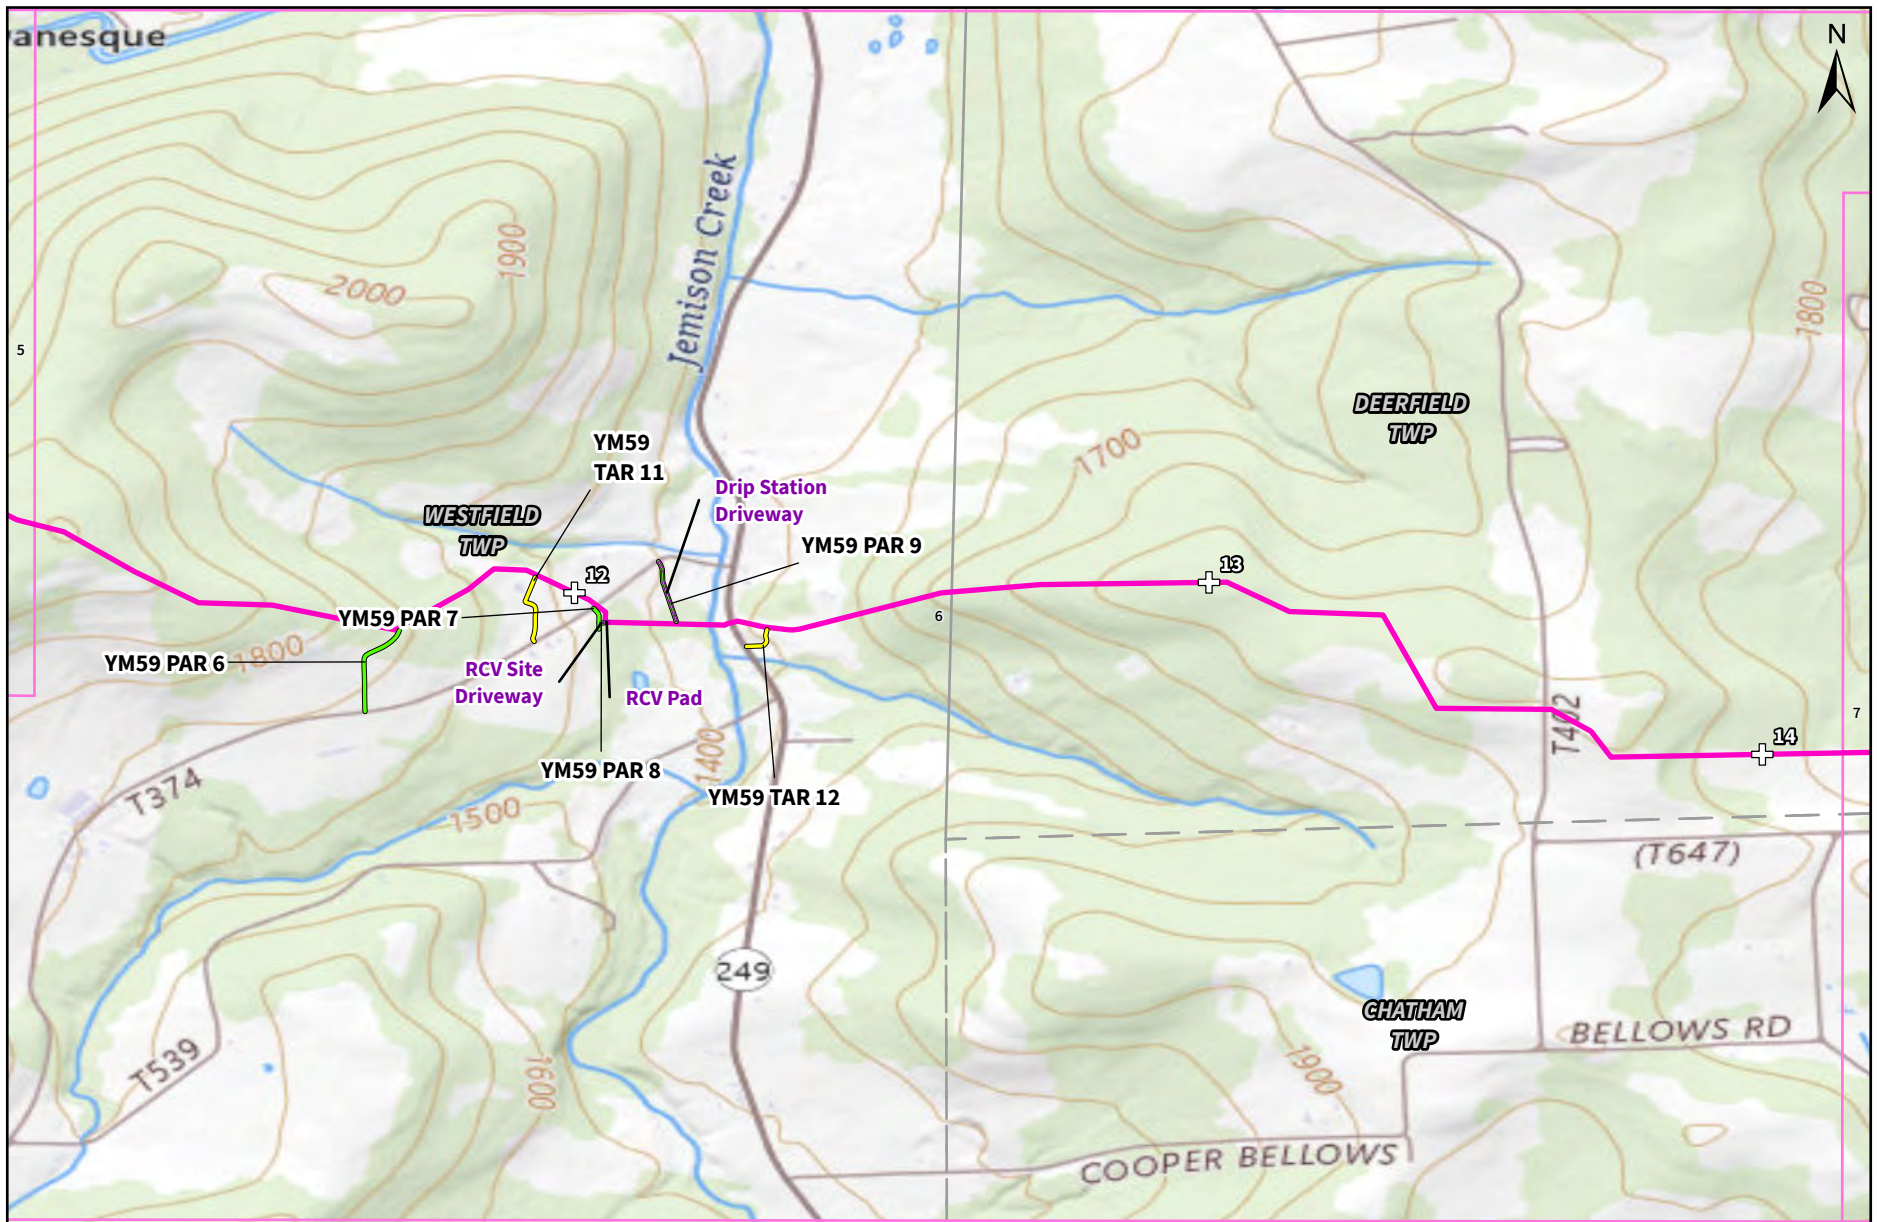 anesque
N
Jemison Creek
1900
2000
1800
5
DEERFIELD
TWP
1700
YM59
TAR 11
Drip Station
Driveway
WESTFIELD
TWP
YM59 PAR 9
12
13
6
YM59 PAR 7
YM59 PAR 6
1800
RCV Site
Driveway
RCV Pad
T402
7
14
1400
YM59 PAR 8
YM59 TAR 12
T374
1500
(T647)
249
CHATHAM
TWP
BELLOWS RD
T539
1600
1900
COOPER BELLOWS